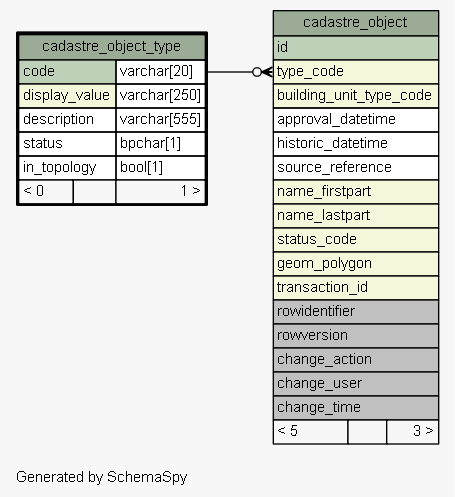 cadastre_object_type
code varchar[20]
display_value varchar[250]
description varchar[555]
status bpchar[1]
in_topology bool[1]
< 0 1 >
cadastre_object
id
type_code
building_unit_type_code
approval_datetime
historic_datetime
source_reference
name_firstpart
name_lastpart
status_code
geom_polygon
transaction_id
rowidentifier
rowversion
change_action
change_user
change_time
< 5 3 >
Generated by SchemaSpy